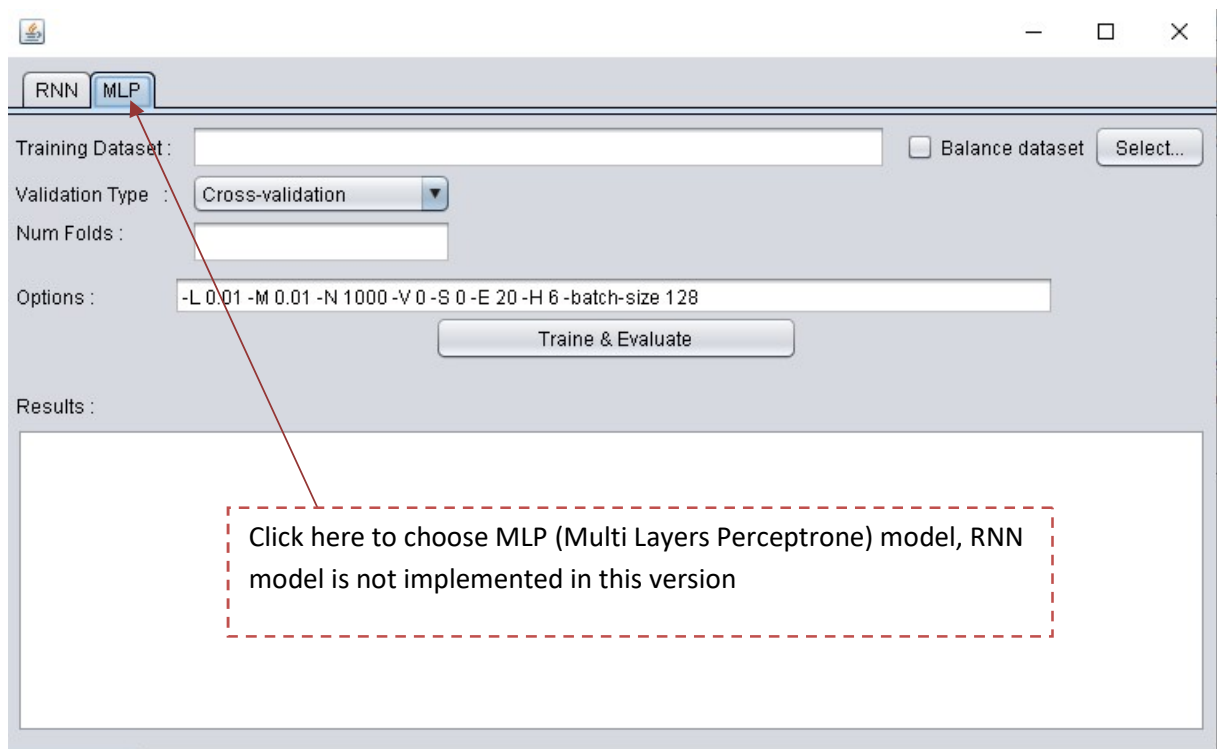 RNN MLP
Training Dataset : Balance dataset Select...
Validation Type : Cross-validation
Num Folds :
Options : -L 0.01 -M 0.01 -N 1000 -V 0 -S 0 -E 20 -H 6 -batch-size 128
Traine & Evaluate
Results :
Click here to choose MLP (Multi Layers Perceptrone) model, RNN
model is not implemented in this version